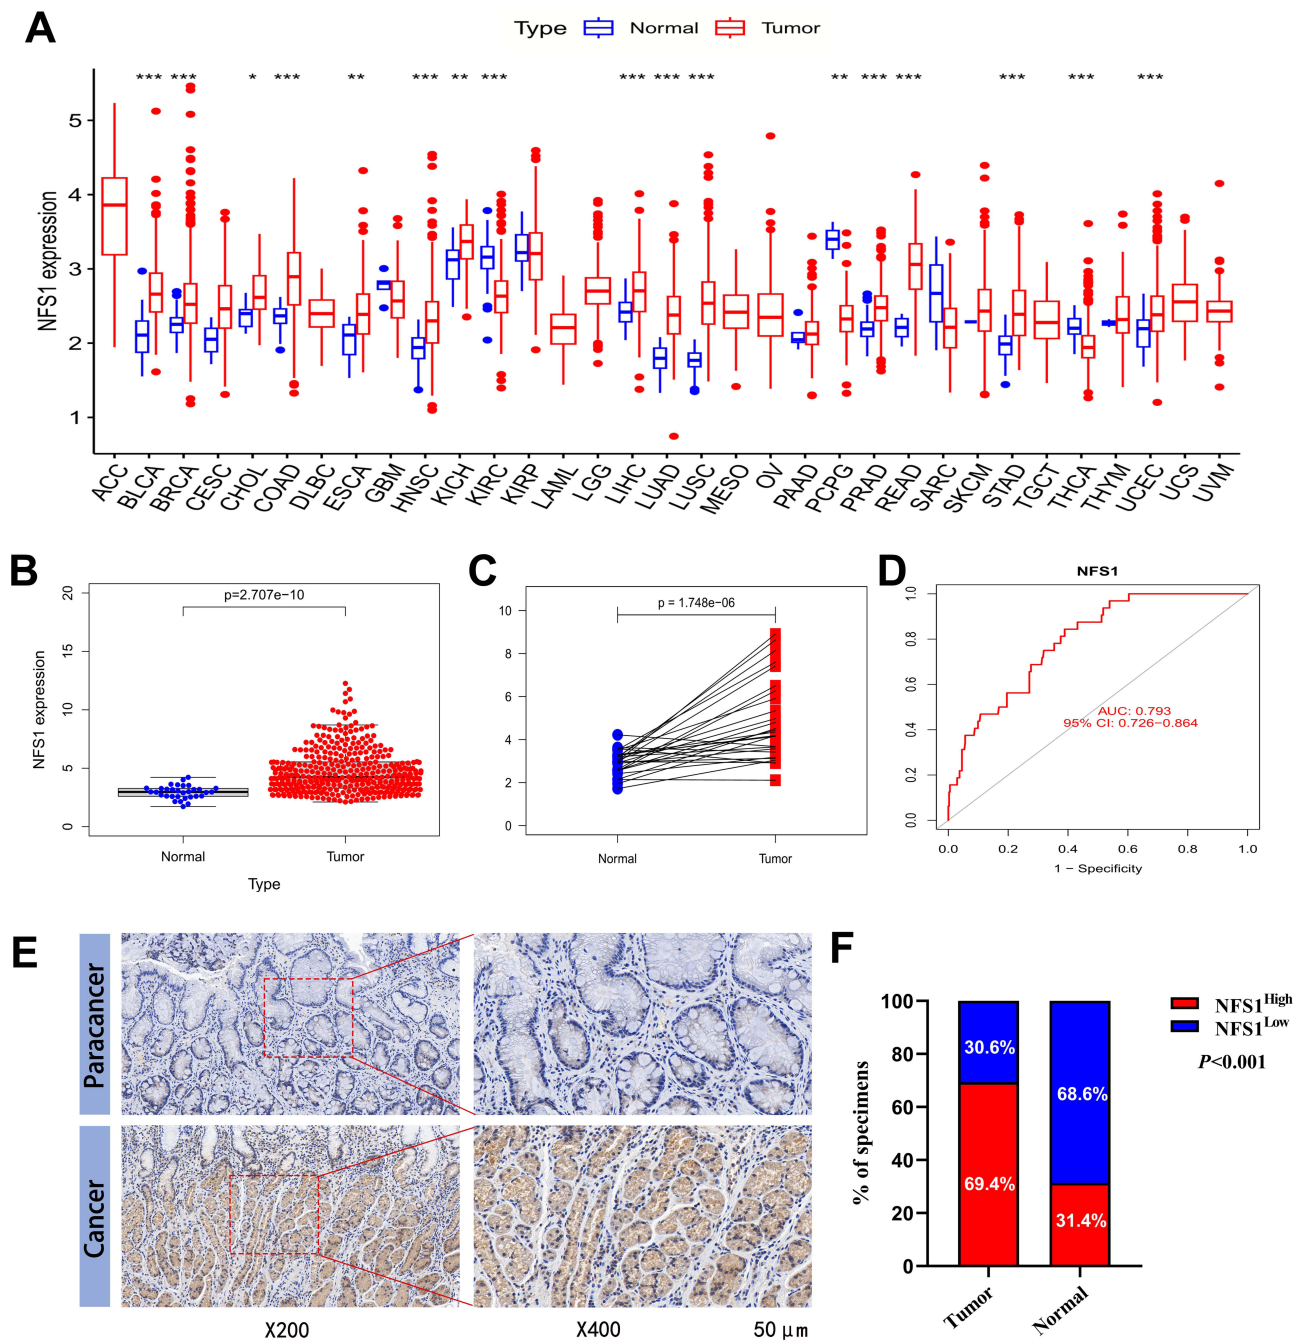 A
Type Normal Tumor
*** *** * *** ** *** ** *** *** *** *** ** *** *** *** *** ***
NFS1 expression
5
4
3
2
1
ACC BLCA BRCA CESC CHOL COAD DLBC ESCA GBM HNSC KICH KIRC KIRP LAML LGG LIHC LUAD LUSC MESO OV PAAD PCPG PRAD READ SARC SKCM STAD TGCT THCA THYM UCEC UCS UVM
B
p=2.707e−10
NFS1 expression
20
15
10
5
0
Normal Tumor
Type
C
p = 1.748e−06
10
8
6
4
2
0
Normal Tumor
D
NFS1
1.0
0.8
0.6
0.4
0.2
0.0
AUC: 0.793
95% CI: 0.726−0.864
0.0 0.2 0.4 0.6 0.8 1.0
1 − Specificity
E
Paracancer
Cancer
X200 X400 50 μm
F
% of specimens
100
80
60
40
20
0
30.6%
69.4%
68.6%
31.4%
Tumor Normal
NFS1High
NFS1Low
P<0.001